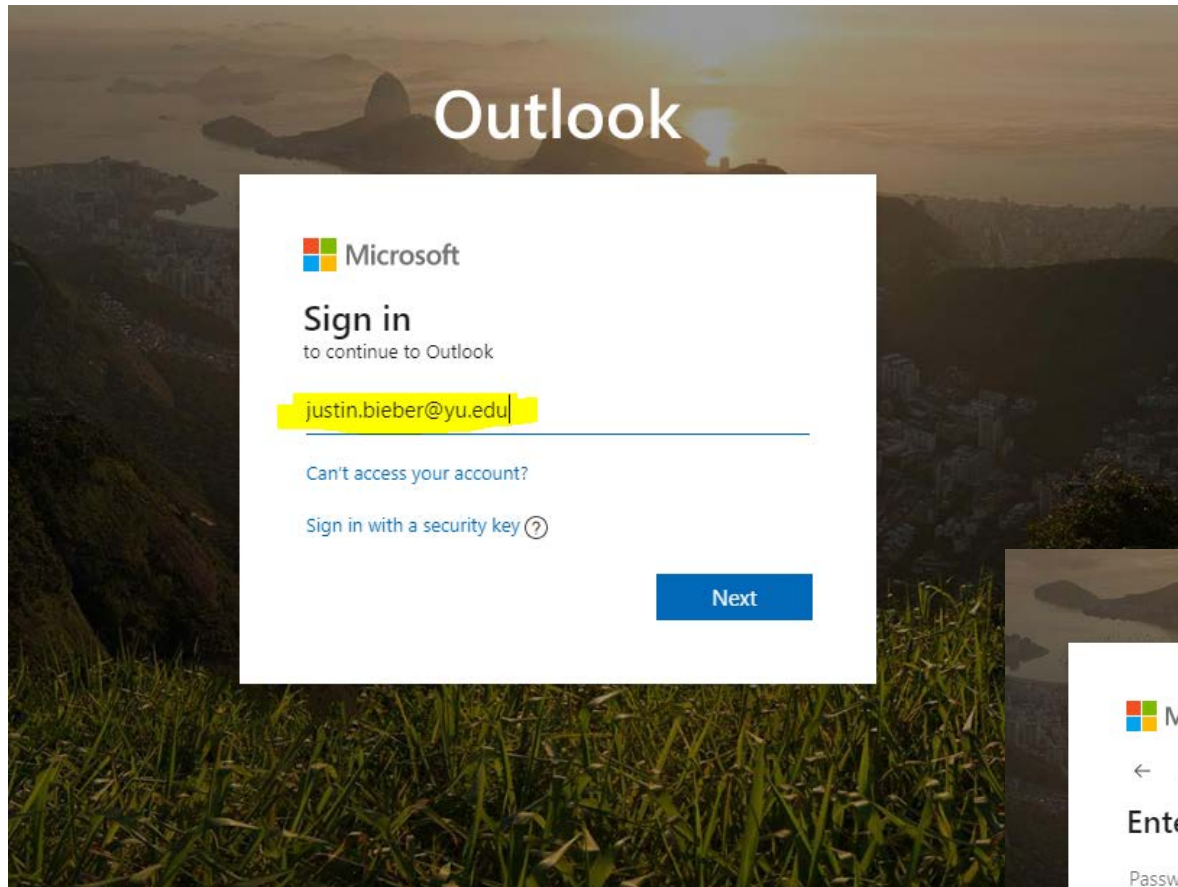 Outlook
Microsoft
Sign in
to continue to Outlook
justin.bieber@yu.edu
Can't access your account?
Sign in with a security key
Next